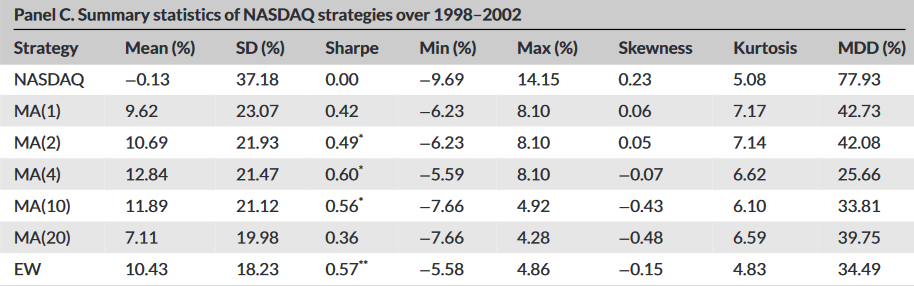 Panel C. Summary statistics of NASDAQ strategies over 1998–2002
Strategy Mean (%) SD (%) Sharpe Min (%) Max (%) Skewness Kurtosis MDD (%)
NASDAQ −0.13 37.18 0.00 −9.69 14.15 0.23 5.08 77.93
MA(1) 9.62 23.07 0.42 −6.23 8.10 0.06 7.17 42.73
MA(2) 10.69 21.93 0.49* −6.23 8.10 0.05 7.14 42.08
MA(4) 12.84 21.47 0.60* −5.59 8.10 −0.07 6.62 25.66
MA(10) 11.89 21.12 0.56* −7.66 4.92 −0.43 6.10 33.81
MA(20) 7.11 19.98 0.36 −7.66 4.28 −0.48 6.59 39.75
EW 10.43 18.23 0.57** −5.58 4.86 −0.15 4.83 34.49